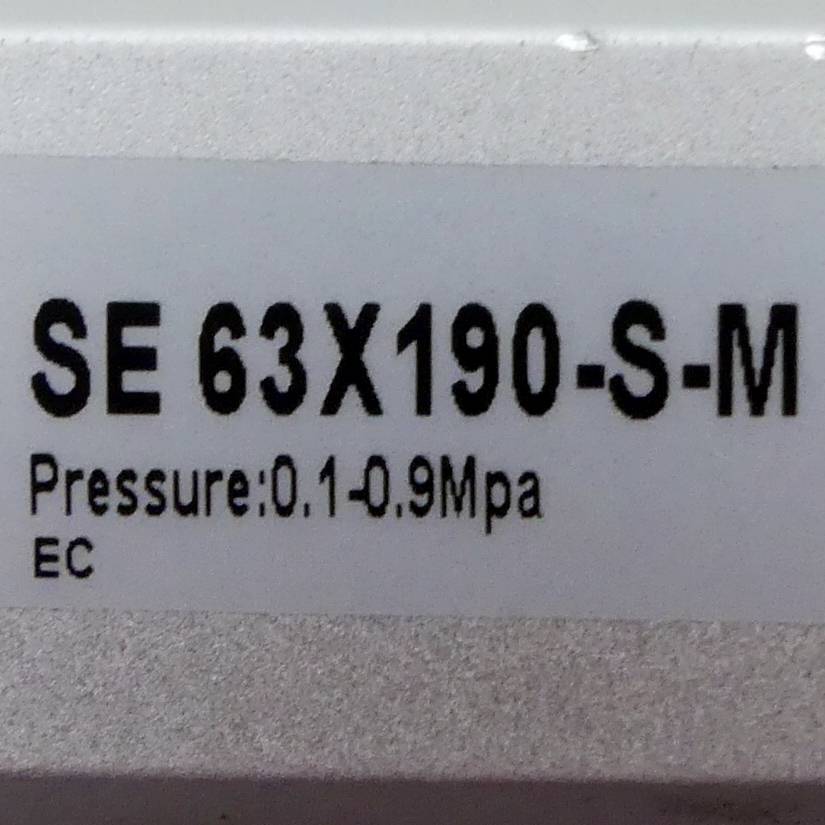 SE 63X190-S-M
Pressure:0.1-0.9Mpa
EC